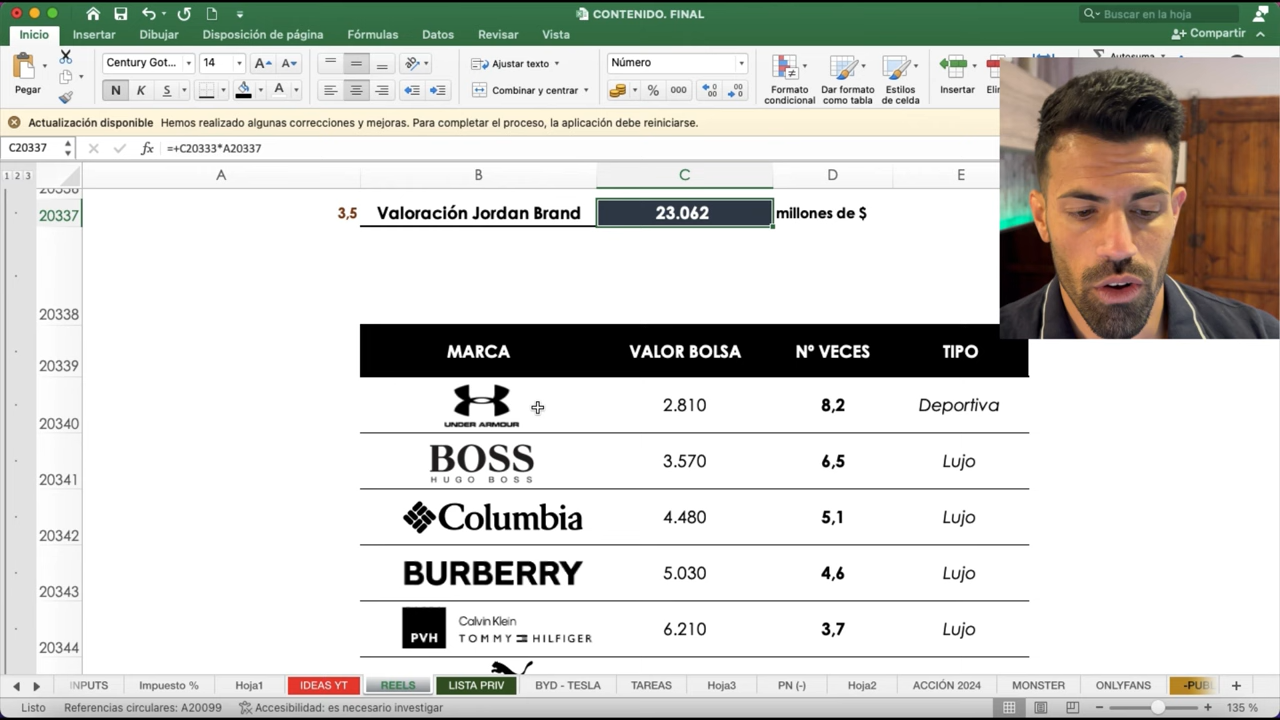 CONTENIDO. FINAL
Buscar en la hoja
Inicio Insertar Dibujar Disposición de página Fórmulas Datos Revisar Vista Compartir
Pegar
Century Got... 14
N K S A
Ajustar texto
Combinar y centrar
Número
% 000
Formato condicional
Dar formato como tabla
Estilos de celda
Insertar
Autosuma
Actualización disponible Hemos realizado algunas correcciones y mejoras. Para completar el proceso, la aplicación debe reiniciarse.
C20337 fx =+C20333*A20337
1 2 3 A B C D E
20337 3,5 Valoración Jordan Brand 23.062 millones de $
20338
20339 MARCA VALOR BOLSA Nº VECES TIPO
20340 UNDER ARMOUR 2.810 8,2 Deportiva
20341 BOSS HUGO BOSS 3.570 6,5 Lujo
20342 Columbia 4.480 5,1 Lujo
20343 BURBERRY 5.030 4,6 Lujo
20344 PVH Calvin Klein TOMMY HILFIGER 6.210 3,7 Lujo
INPUTS Impuesto % Hoja1 IDEAS YT REELS LISTA PRIV BYD - TESLA TAREAS Hoja3 PN (-) Hoja2 ACCIÓN 2024 MONSTER ONLYFANS
Listo Referencias circulares: A20099 Accesibilidad: es necesario investigar 135 %